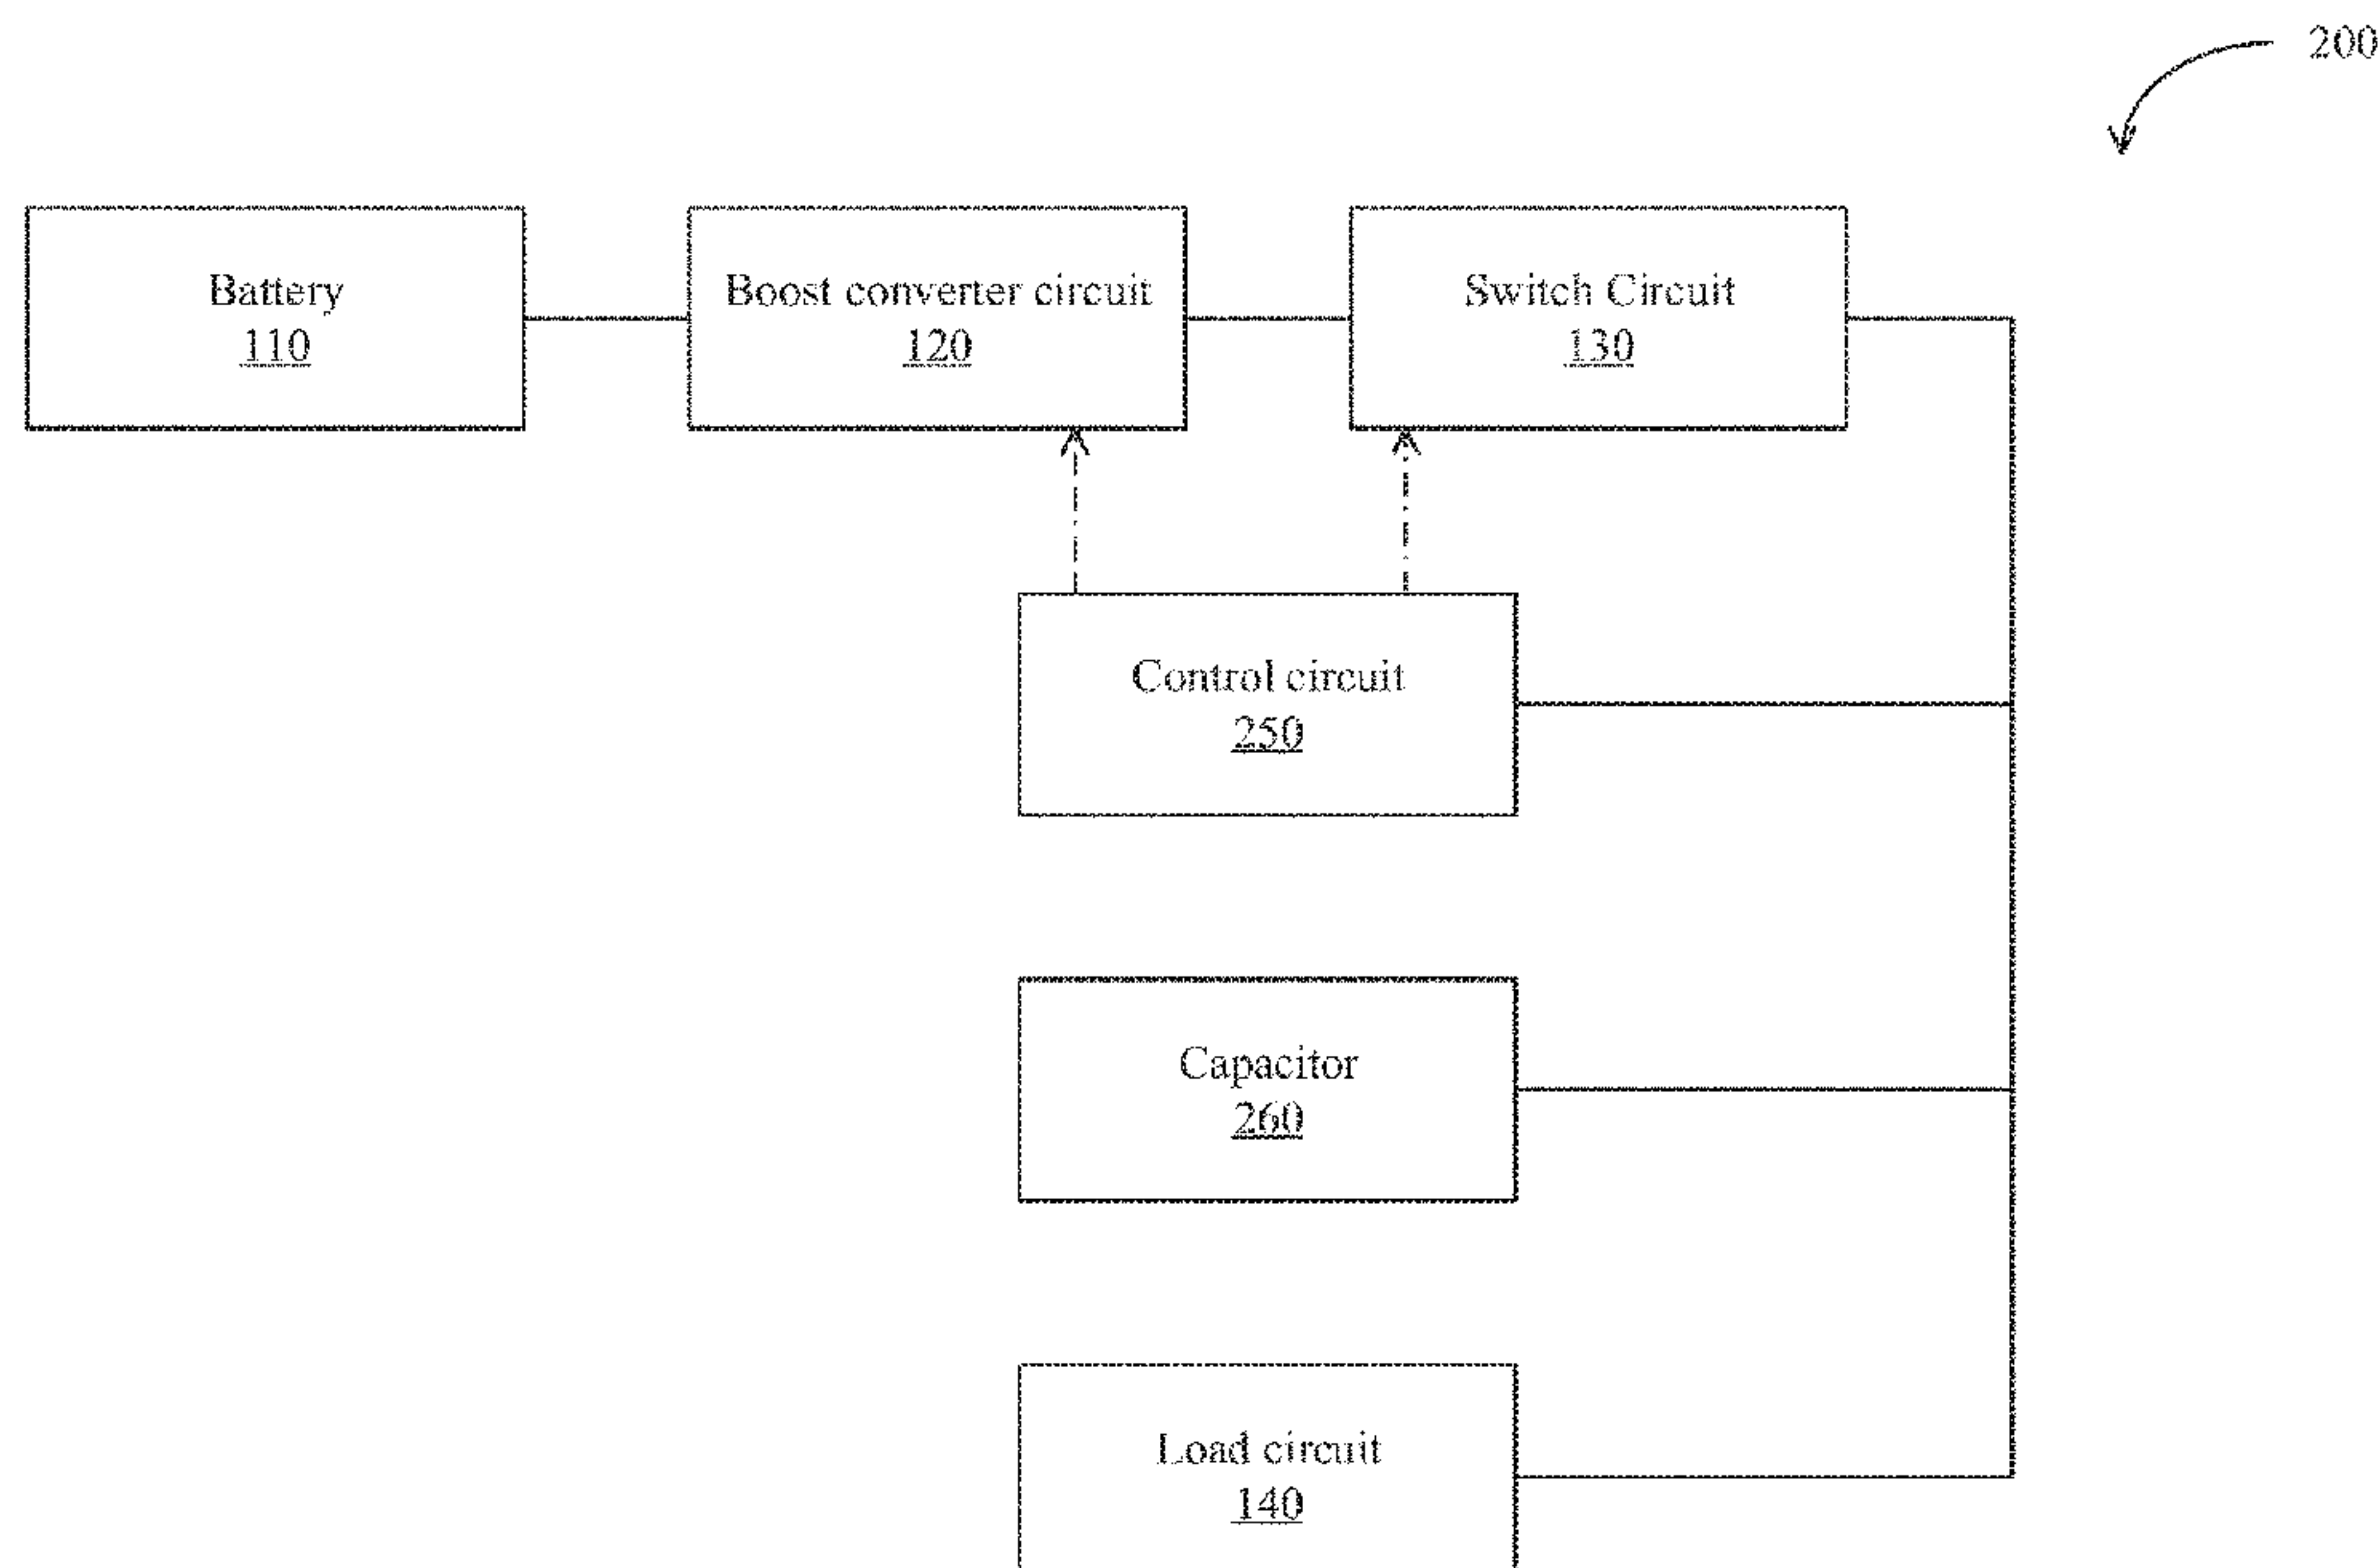 200
Battery
110
Boost converter circuit
120
Switch Circuit
130
Control circuit
250
Capacitor
260
Load circuit
140